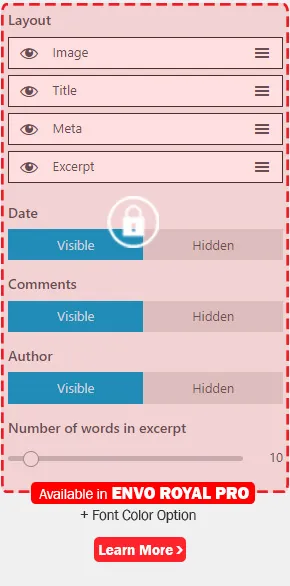 Layout
Image
Title
Meta
Excerpt
Date
Visible Hidden
Comments
Visible Hidden
Author
Visible Hidden
Number of words in excerpt
10
Available in ENVO ROYAL PRO
+ Font Color Option
Learn More >